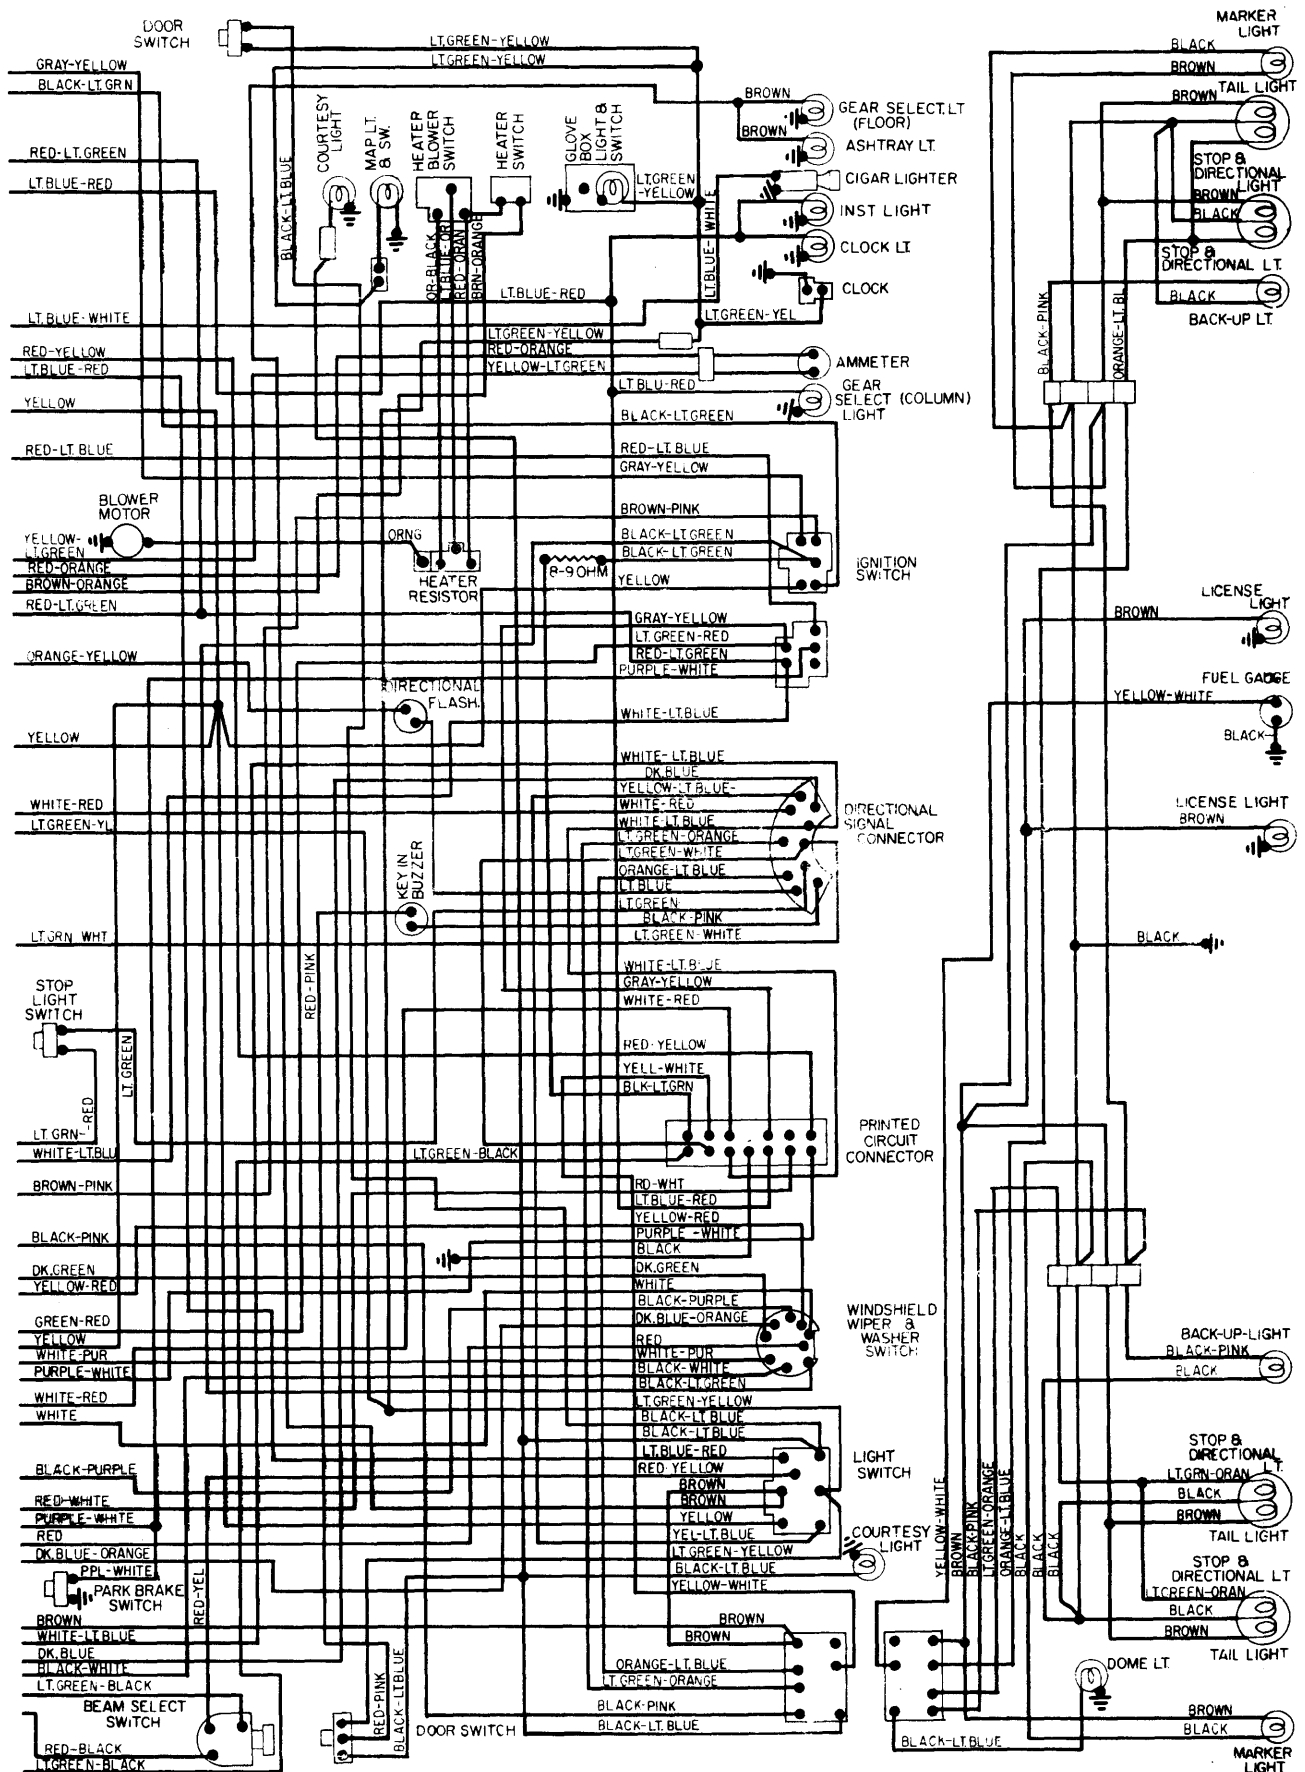 DOOR
SWITCH
LT.GREEN-YELLOW
LT.GREEN-YELLOW
GRAY-YELLOW
BLACK-LT.GRN
RED-LT.GREEN
LT.BLUE-RED
LT.BLUE-WHITE
RED-YELLOW
LT.BLUE-RED
YELLOW
RED-LT.BLUE
BLOWER
MOTOR
YELLOW-
LT.GREEN
RED-ORANGE
BROWN-ORANGE
RED-LT.GREEN
ORANGE-YELLOW
YELLOW
WHITE-RED
LT.GREEN-YL
LT.GRN WHT
STOP
LIGHT
SWITCH
LT. GREEN
LT. GRN-
-RED
WHITE-LT.BLU
BROWN-PINK
BLACK-PINK
DK.GREEN
YELLOW-RED
GREEN-RED
YELLOW
WHITE-PUR
PURPLE-WHITE
WHITE-RED
WHITE
BLACK-PURPLE
RED-WHITE
PURPLE-WHITE
RED
DK.BLUE-ORANGE
PPL-WHITE
PARK BRAKE
SWITCH
BROWN
WHITE-LT.BLUE
DK.BLUE
BLACK-WHITE
LT.GREEN-BLACK
BEAM SELECT
SWITCH
RED-BLACK
LT.GREEN-BLACK
RED-YEL
BLACK-LT.BLUE
COURTESY
LIGHT
MAP LT.
& SW.
HEATER
BLOWER
SWITCH
HEATER
SWITCH
GLOVE
BOX
LIGHT &
SWITCH
LT.GREEN
-YELLOW
OR-BLACK
LT.BLUE-OR
RED-ORAN
BRN-ORANGE
LT.BLUE-WHITE
LT.BLUE-RED
LT.GREEN-YELLOW
RED-ORANGE
YELLOW-LT.GREEN
BROWN
GEAR SELECT. LT
(FLOOR)
BROWN
ASHTRAY LT.
CIGAR LIGHTER
INST LIGHT
CLOCK LT.
CLOCK
LT.GREEN-YEL
AMMETER
LT BLU-RED
GEAR
SELECT (COLUMN)
LIGHT
BLACK-LT.GREEN
RED-LT. BLUE
GRAY-YELLOW
BROWN-PINK
BLACK-LT GREEN
BLACK-LT GREEN
8-9 OHM
YELLOW
IGNITION
SWITCH
ORNG
HEATER
RESISTOR
GRAY-YELLOW
LT. GREEN-RED
RED-LT.GREEN
PURPLE-WHITE
DIRECTIONAL
FLASH.
WHITE-LT.BLUE
WHITE-LT.BLUE
DK.BLUE
YELLOW-LT.BLUE-
WHITE-RED
WHITE-LT.BLUE
LT.GREEN-ORANGE
LT.GREEN-WHITE
ORANGE-LT.BLUE
LT.BLUE
LT.GREEN
BLACK-PINK
LT.GREEN-WHITE
DIRECTIONAL
SIGNAL
CONNECTOR
KEY IN
BUZZER
RED-PINK
WHITE-LT.BLUE
GRAY-YELLOW
WHITE-RED
RED-YELLOW
YELL-WHITE
BLK-LT.GRN
LT.GREEN-BLACK
PRINTED
CIRCUIT
CONNECTOR
RD-WHT
LT.BLUE-RED
YELLOW-RED
PURPLE -WHITE
BLACK
DK.GREEN
WHITE
BLACK-PURPLE
DK.BLUE-ORANGE
RED
WHITE-PUR
BLACK-WHITE
BLACK-LT.GREEN
WINDSHIELD
WIPER &
WASHER
SWITCH
LT.GREEN-YELLOW
BLACK-LT.BLUE
BLACK-LT.BLUE
LT.BLUE-RED
RED-YELLOW
BROWN
BROWN
YELLOW
YEL-LT.BLUE
LT GREEN-YELLOW
BLACK-LT.BLUE
YELLOW-WHITE
LIGHT
SWITCH
COURTESY
LIGHT
BROWN
BROWN
ORANGE-LT. BLUE
LT. GREEN-ORANGE
BLACK-PINK
BLACK-LT. BLUE
RED-PINK
BLACK-LT.BLUE
DOOR SWITCH
MARKER
LIGHT
BLACK
BROWN
TAIL LIGHT
BROWN
STOP &
DIRECTIONAL
LIGHT
BROWN
BLACK
STOP &
DIRECTIONAL LT.
BLACK
BACK-UP LT.
BLACK-PINK
ORANGE-LT. BL
LICENSE
LIGHT
BROWN
FUEL GAUGE
YELLOW-WHITE
BLACK
LICENSE LIGHT
BROWN
BLACK
BACK-UP-LIGHT
BLACK-PINK
BLACK
STOP &
DIRECTIONAL
LT.
LT.GRN-ORAN
BLACK
BROWN
TAIL LIGHT
STOP &
DIRECTIONAL LT
LT.GREEN-ORAN
BLACK
BROWN
TAIL LIGHT
YELLOW-WHITE
BROWN
BLACK-PINK
LT.GREEN-ORANGE
ORANGE-LT.BLUE
BLACK
BLACK
BLACK
DOME LT.
BLACK-LT.BLUE
BROWN
BLACK
MARKER
LIGHT